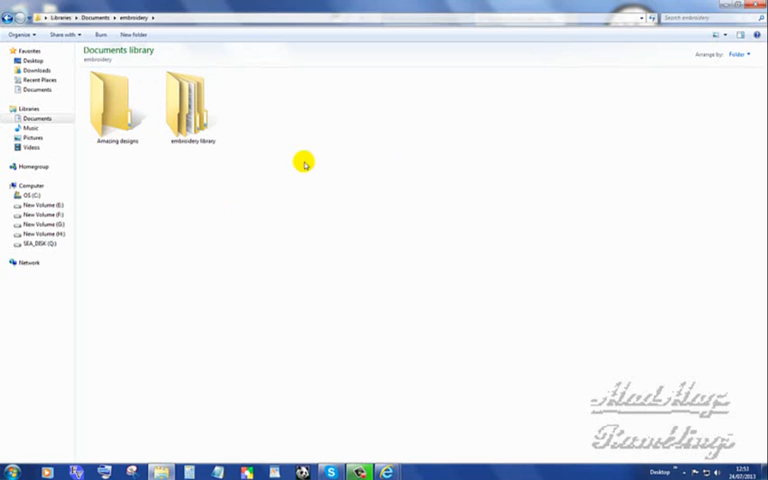 Libraries ▸ Documents ▸ embroidery ▸
Search embroidery
Organize ▾ Share with ▾ Burn New folder
Favorites
Desktop
Downloads
Recent Places
Documents
Libraries
Documents
Music
Pictures
Videos
Homegroup
Computer
OS (C:)
New Volume (E:)
New Volume (F:)
New Volume (G:)
New Volume (H:)
SEA_DISK (Q:)
Network
Documents library
embroidery
Arrange by: Folder ▾
Amazing designs
embroidery library
MadMags
Ramblings
Desktop
12:53
24/07/2013